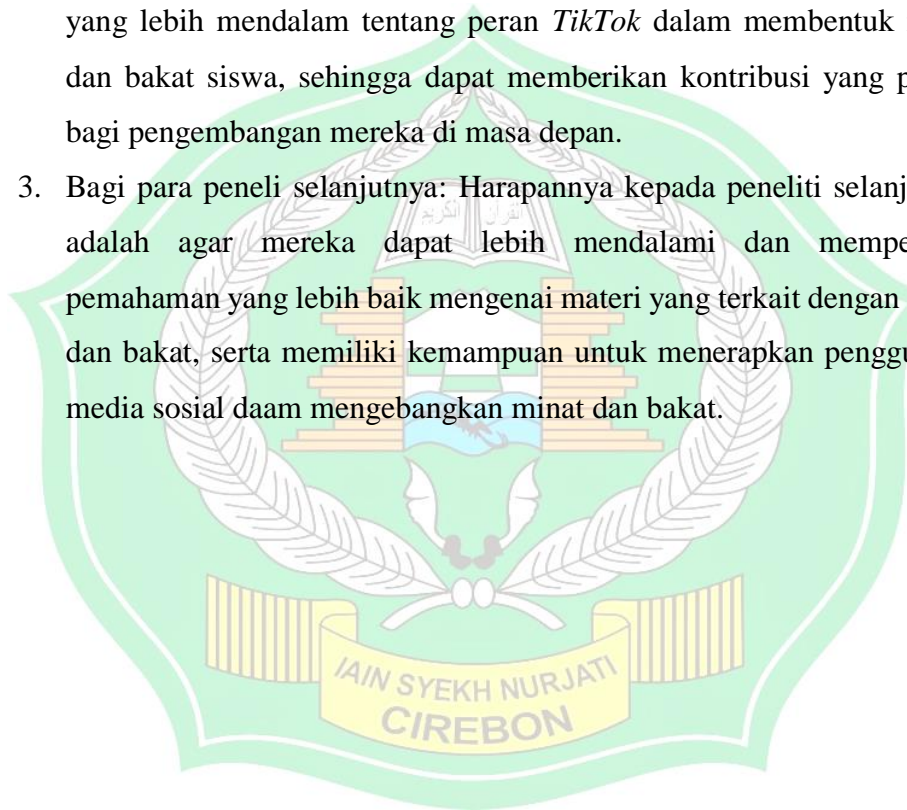 yang lebih mendalam tentang peran TikTok dalam membentuk
dan bakat siswa, sehingga dapat memberikan kontribusi yang p
bagi pengembangan mereka di masa depan.
3. Bagi para peneli selanjutnya: Harapannya kepada peneliti selanj
adalah agar mereka dapat lebih mendalami dan mempe
pemahaman yang lebih baik mengenai materi yang terkait dengan
dan bakat, serta memiliki kemampuan untuk menerapkan penggu
media sosial daam mengebangkan minat dan bakat.
القرآن الكريم
IAIN SYEKH NURJATI
CIREBON